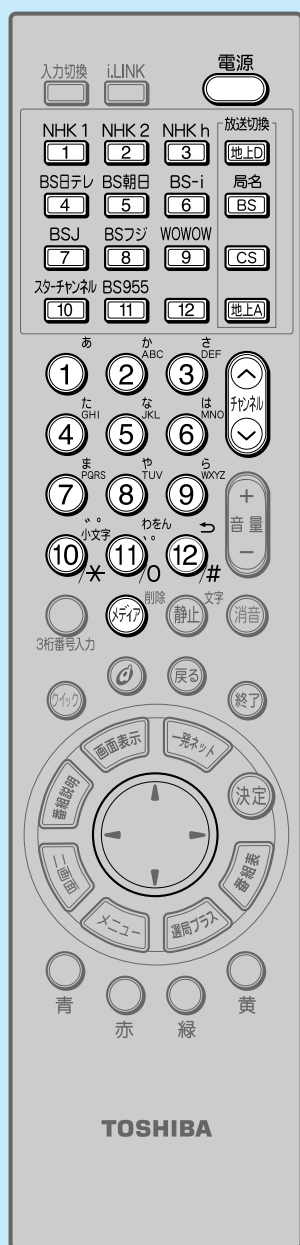 電源
入力切換 i.LINK
NHK 1 NHK 2 NHK h 放送切換
1 2 3 地上D
BS日テレ BS朝日 BS-i 局名
4 5 6 BS
BSJ BSフジ WOWOW
7 8 9 CS
スターチャンネル BS955
10 11 12 地上A
あ か さ
1 2 ABC 3 DEF
た な は チャンネル
4 GHI 5 JKL 6 MNO
ま や ら
7 PQRS 8 TUV 9 WXYZ +
゛゜ わをん 音量
小文字 、。
10/* 11/0 12/# −
削除 文字
メディア 静止 消音
3桁番号入力
クイック 戻る 終了
画面表示 一発ネット
番組説明 決定
二画面 番組表
メニュー 選局プラス
青 黄
赤 緑
TOSHIBA